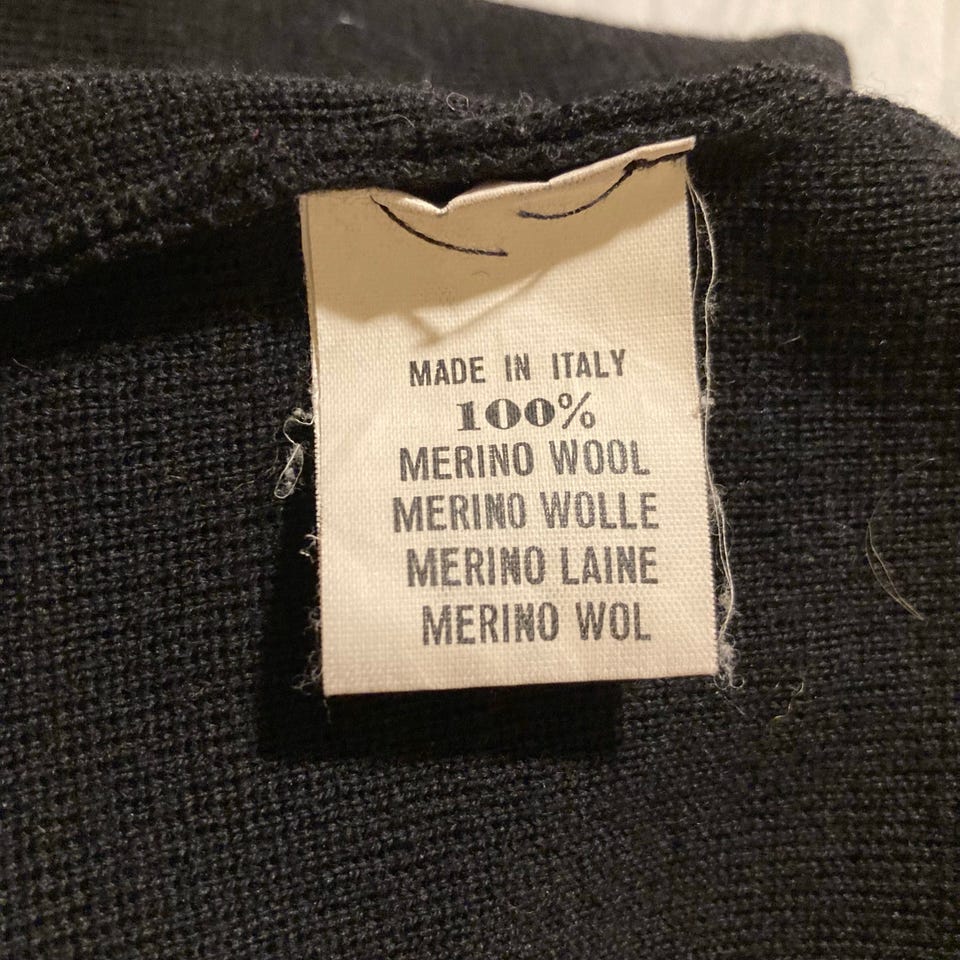 MADE IN ITALY
100%
MERINO WOOL
MERINO WOLLE
MERINO LAINE
MERINO WOL